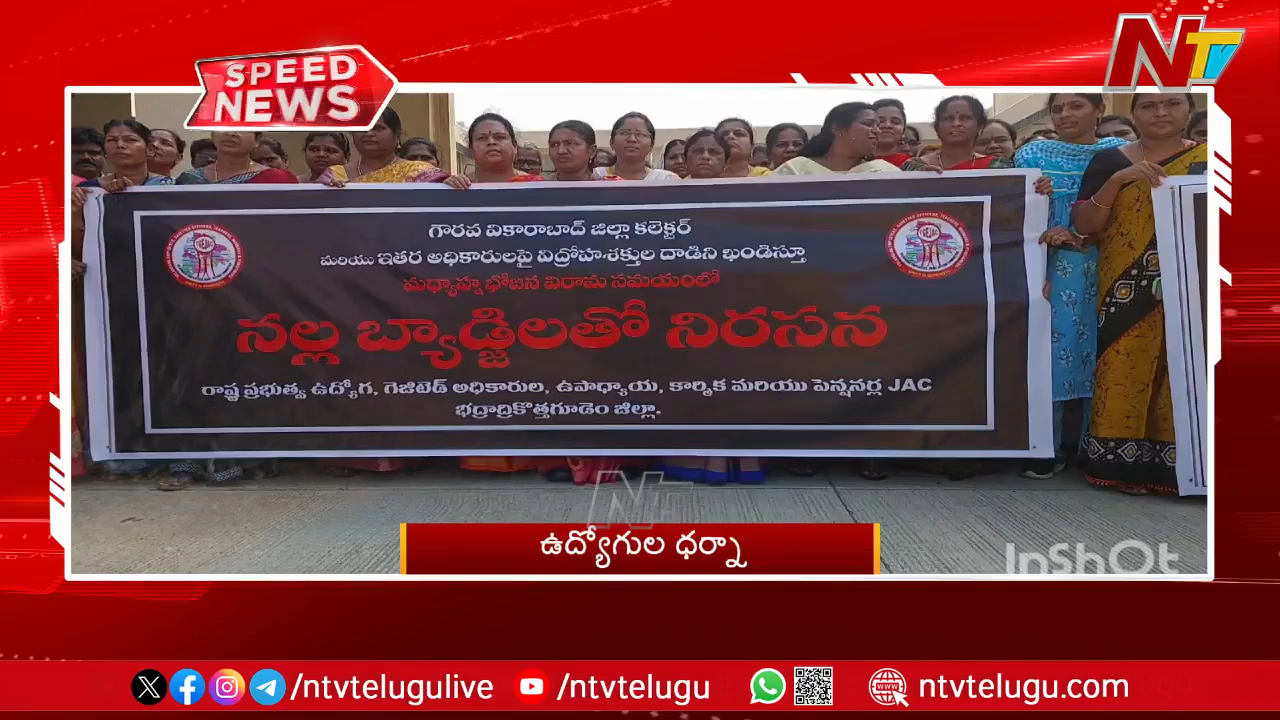 SPEED
NEWS
NTV
గౌరవ వికారాబాద్ జిల్లా కలెక్టర్
మరియు ఇతర అధికారులపై విద్రోహశక్తుల దాడిని ఖండిస్తూ
మధ్యాహ్న భోజన విరామ సమయంలో
నల్ల బ్యాడ్జిలతో నిరసన
రాష్ట్ర ప్రభుత్వ ఉద్యోగ, గెజిటెడ్ అధికారుల, ఉపాధ్యాయ, కార్మిక మరియు పెన్షనర్ల JAC
భద్రాద్రికొత్తగూడెం జిల్లా.
ఉద్యోగుల ధర్నా
InShOt
/ntvtelugulive /ntvtelugu ntvtelugu.com